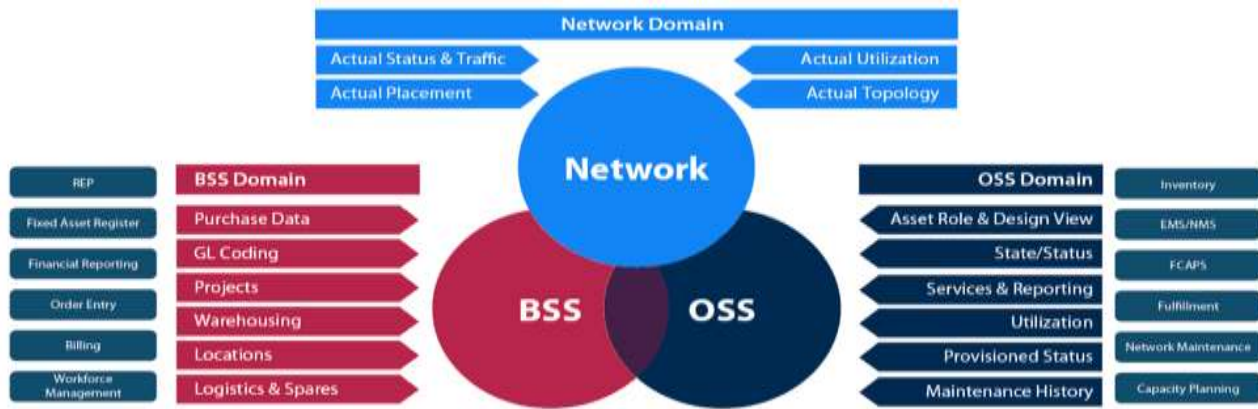 Network Domain
Actual Status & Traffic
Actual Utilization
Actual Placement
Actual Topology
Network
BSS
OSS
REP
Fixed Asset Register
Financial Reporting
Order Entry
Billing
Workforce
Management
BSS Domain
Purchase Data
GL Coding
Projects
Warehousing
Locations
Logistics & Spares
OSS Domain
Asset Role & Design View
State/Status
Services & Reporting
Utilization
Provisioned Status
Maintenance History
Inventory
EMS/NMS
FCAPS
Fulfillment
Network Maintenance
Capacity Planning